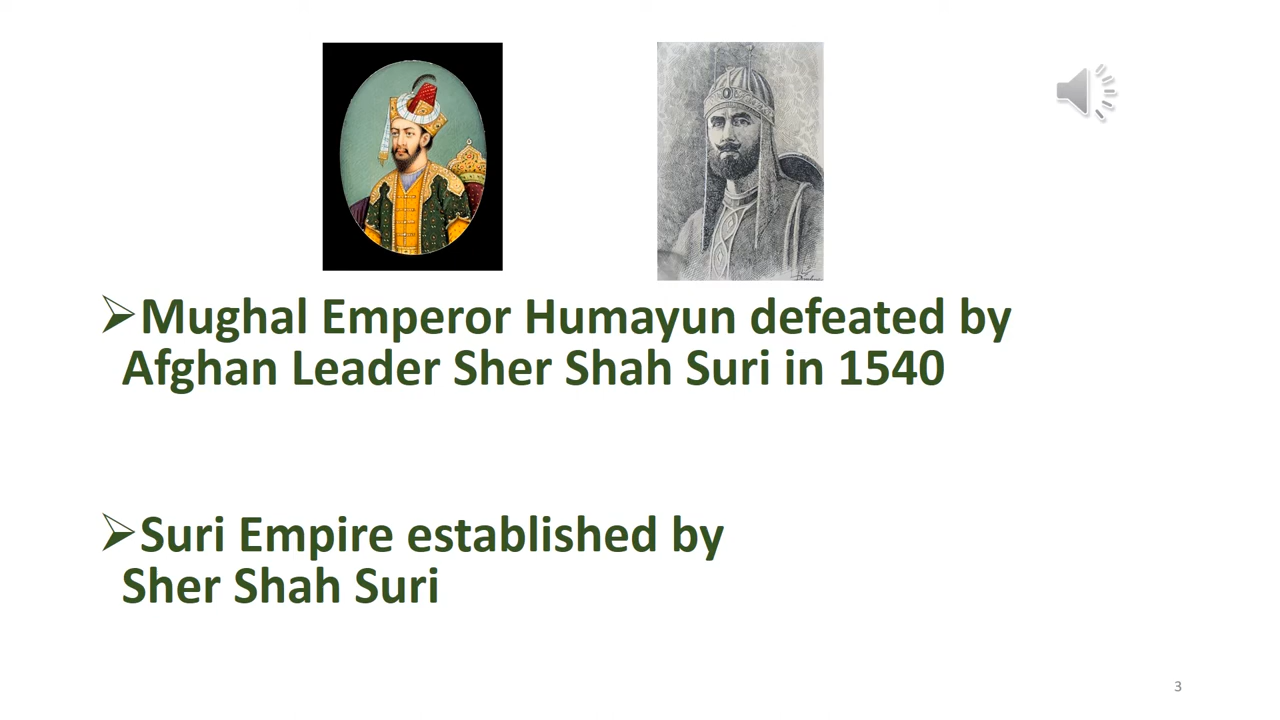 ➢Mughal Emperor Humayun defeated by
Afghan Leader Sher Shah Suri in 1540
➢Suri Empire established by
Sher Shah Suri
3